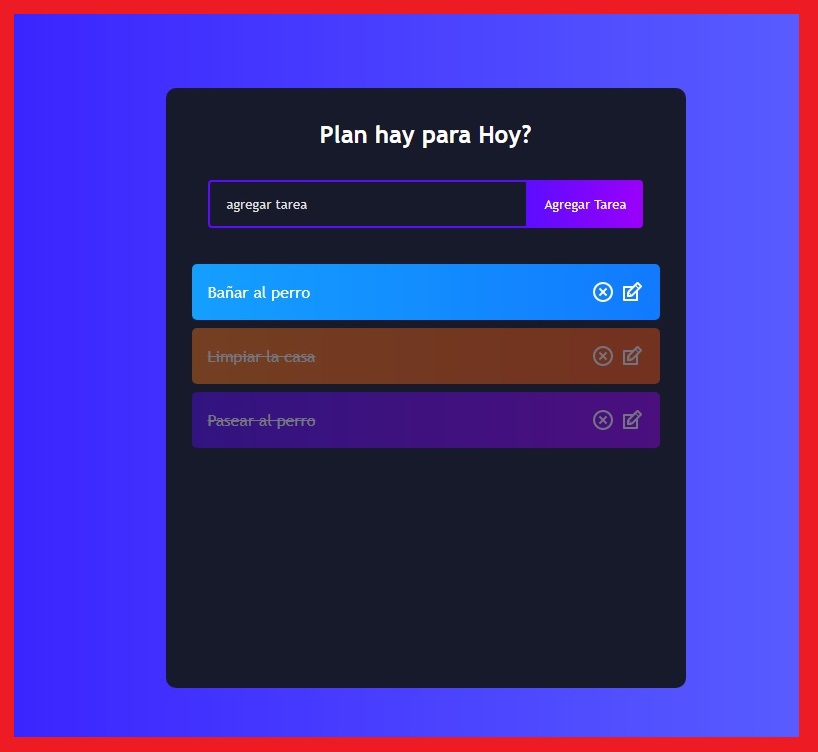 Plan hay para Hoy?
agregar tarea
Agregar Tarea
Bañar al perro
Limpiar la casa
Pasear al perro